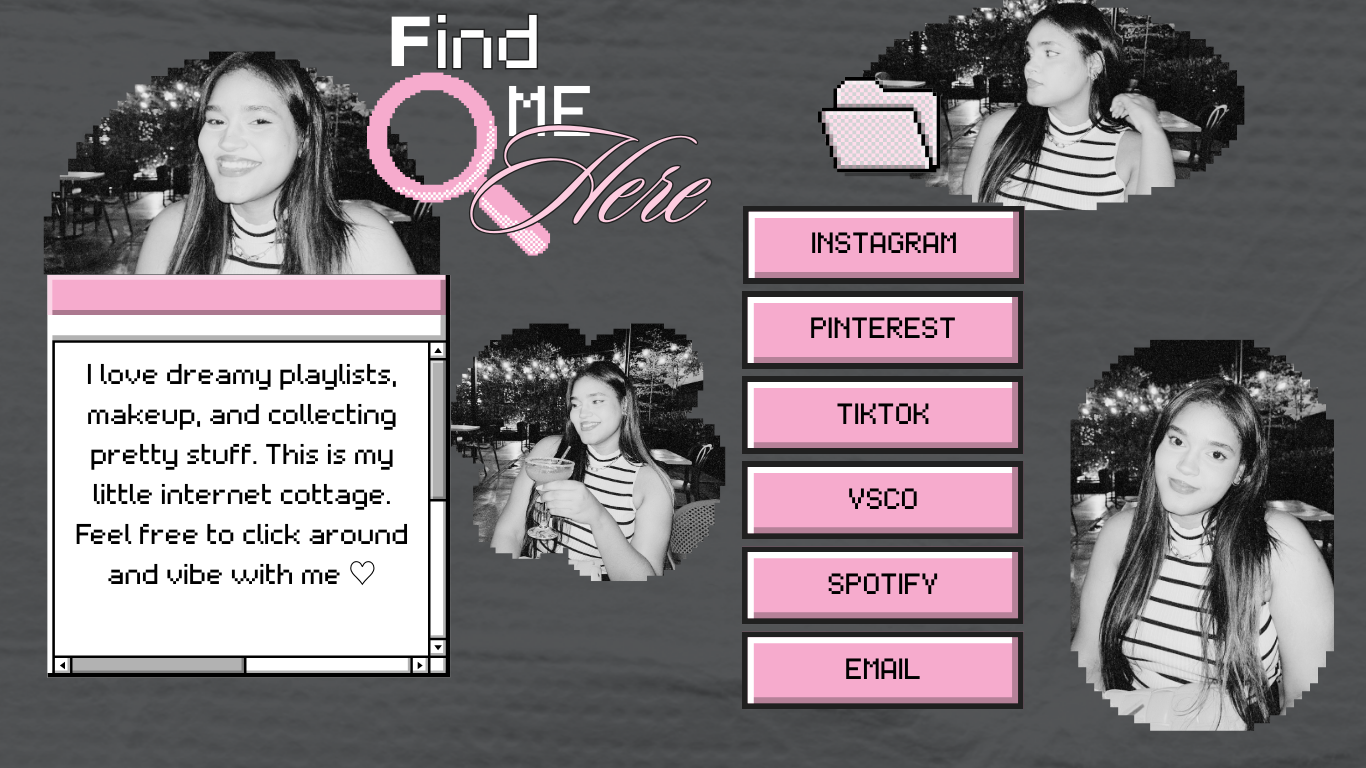 Find
ME
Here
I love dreamy playlists,
makeup, and collecting
pretty stuff. This is my
little internet cottage.
Feel free to click around
and vibe with me ♡
INSTAGRAM
PINTEREST
TIKTOK
VSCO
SPOTIFY
EMAIL